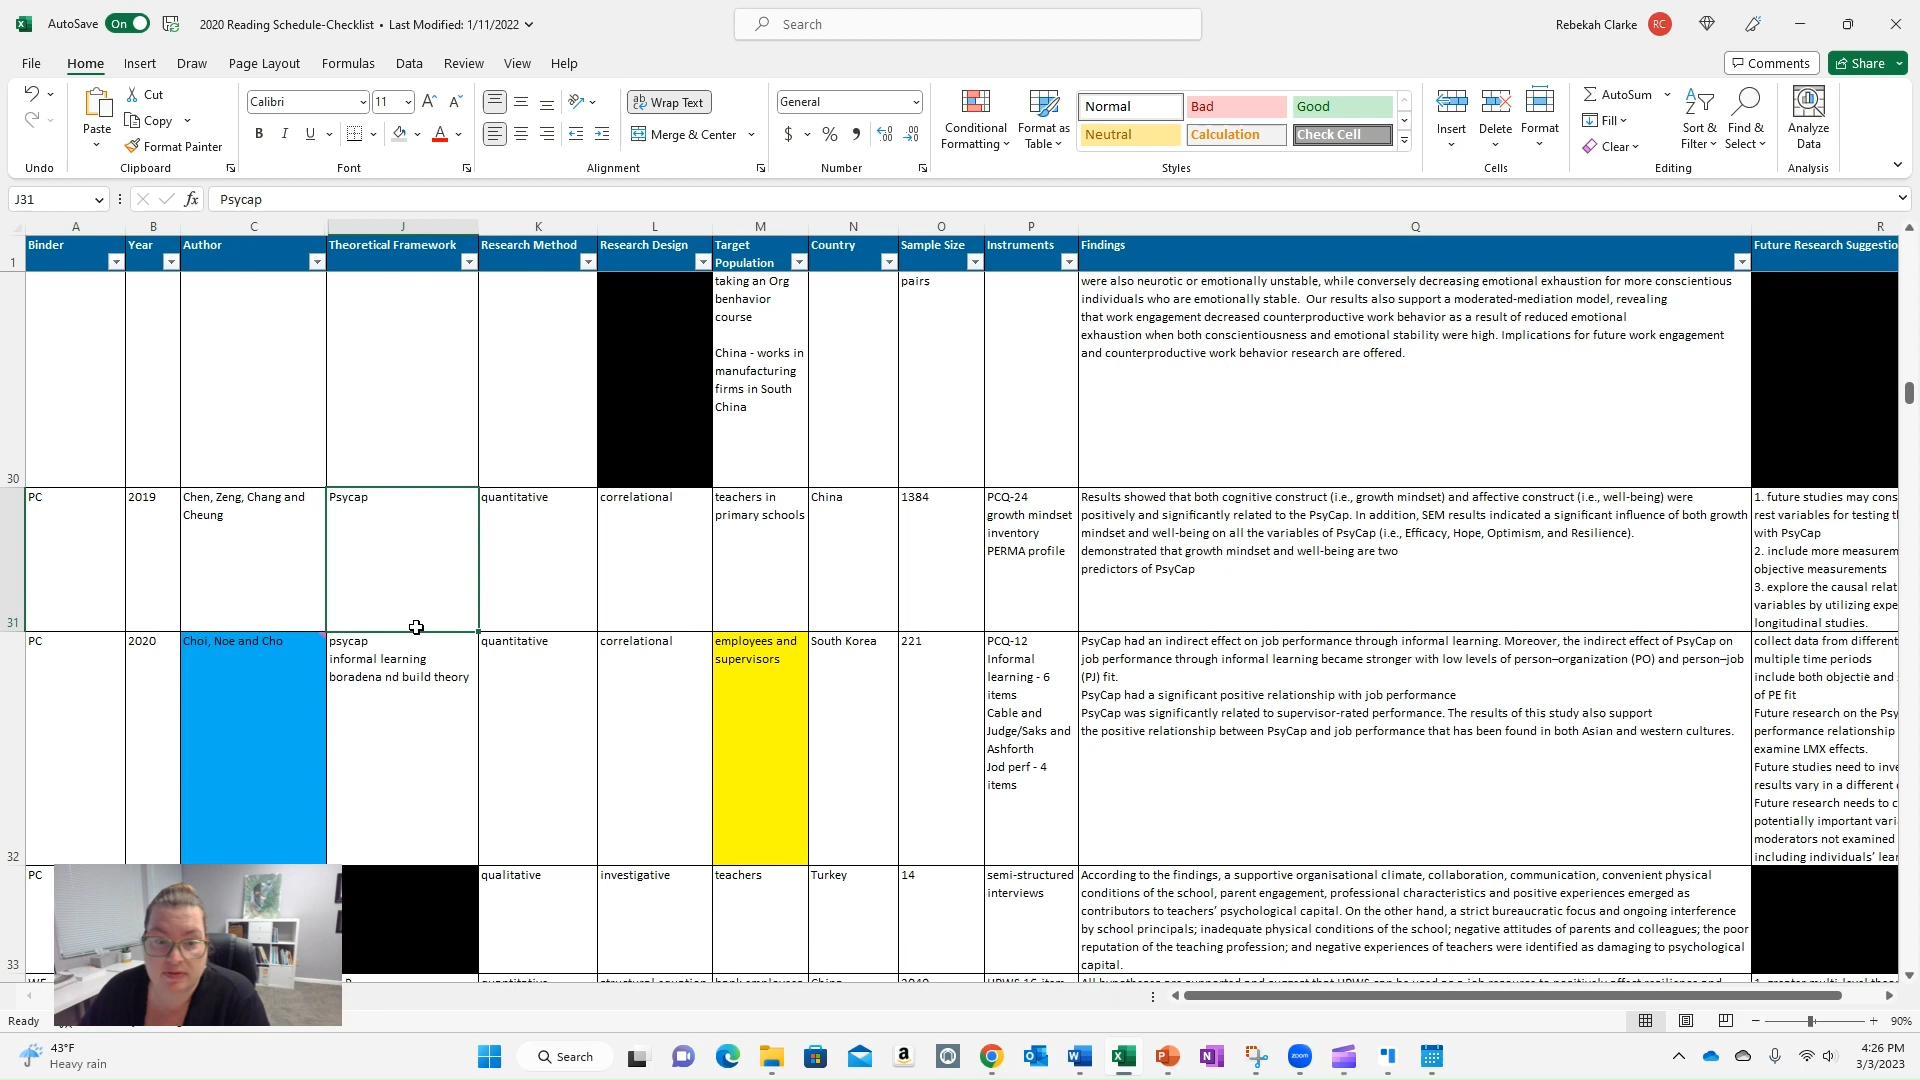 AutoSave On 2020 Reading Schedule-Checklist • Last Modified: 1/11/2022 Search Rebekah Clarke RC
File Home Insert Draw Page Layout Formulas Data Review View Help Comments Share
Paste Cut Copy Format Painter
Calibri 11
B I U
Wrap Text
Merge & Center
General
$ %
Conditional Formatting
Format as Table
Normal Bad Good
Neutral Calculation Check Cell
Insert Delete Format
AutoSum
Fill
Clear
Sort & Filter
Find & Select
Analyze Data
Undo Clipboard Font Alignment Number Styles Cells Editing Analysis
J31 fx Psycap
A B C J K L M N O P Q R
1 Binder Year Author Theoretical Framework Research Method Research Design Target Population Country Sample Size Instruments Findings Future Research Suggestio
30
taking an Org
benhavior
course
China - works in
manufacturing
firms in South
China
pairs
were also neurotic or emotionally unstable, while conversely decreasing emotional exhaustion for more conscientious
individuals who are emotionally stable. Our results also support a moderated-mediation model, revealing
that work engagement decreased counterproductive work behavior as a result of reduced emotional
exhaustion when both conscientiousness and emotional stability were high. Implications for future work engagement
and counterproductive work behavior research are offered.
31
PC
2019
Chen, Zeng, Chang and
Cheung
Psycap
quantitative
correlational
teachers in
primary schools
China
1384
PCQ-24
growth mindset
inventory
PERMA profile
Results showed that both cognitive construct (i.e., growth mindset) and affective construct (i.e., well-being) were
positively and significantly related to the PsyCap. In addition, SEM results indicated a significant influence of both growth
mindset and well-being on all the variables of PsyCap (i.e., Efficacy, Hope, Optimism, and Resilience).
demonstrated that growth mindset and well-being are two
predictors of PsyCap
1. future studies may cons
rest variables for testing t
with PsyCap
2. include more measurem
objective measurements
3. explore the causal relat
variables by utilizing expe
longitudinal studies.
32
PC
2020
Choi, Noe and Cho
psycap
informal learning
boradena nd build theory
quantitative
correlational
employees and
supervisors
South Korea
221
PCQ-12
Informal
learning - 6
items
Cable and
Judge/Saks and
Ashforth
Jod perf - 4
items
PsyCap had an indirect effect on job performance through informal learning. Moreover, the indirect effect of PsyCap on
job performance through informal learning became stronger with low levels of person–organization (PO) and person–job
(PJ) fit.
PsyCap had a significant positive relationship with job performance
PsyCap was significantly related to supervisor-rated performance. The results of this study also support
the positive relationship between PsyCap and job performance that has been found in both Asian and western cultures.
collect data from different
multiple time periods
include both objectie and
of PE fit
Future research on the Psy
performance relationship
examine LMX effects.
Future studies need to inve
results vary in a different
Future research needs to c
potentially important vari
moderators not examined
including individuals' lear
33
PC
qualitative
investigative
teachers
Turkey
14
semi-structured
interviews
According to the findings, a supportive organisational climate, collaboration, communication, convenient physical
conditions of the school, parent engagement, professional characteristics and positive experiences emerged as
contributors to teachers' psychological capital. On the other hand, a strict bureaucratic focus and ongoing interference
by school principals; inadequate physical conditions of the school; negative attitudes of parents and colleagues; the poor
reputation of the teaching profession; and negative experiences of teachers were identified as damaging to psychological
capital.
Ready 90%
43°F
Heavy rain
Search
zoom
4:26 PM
3/3/2023